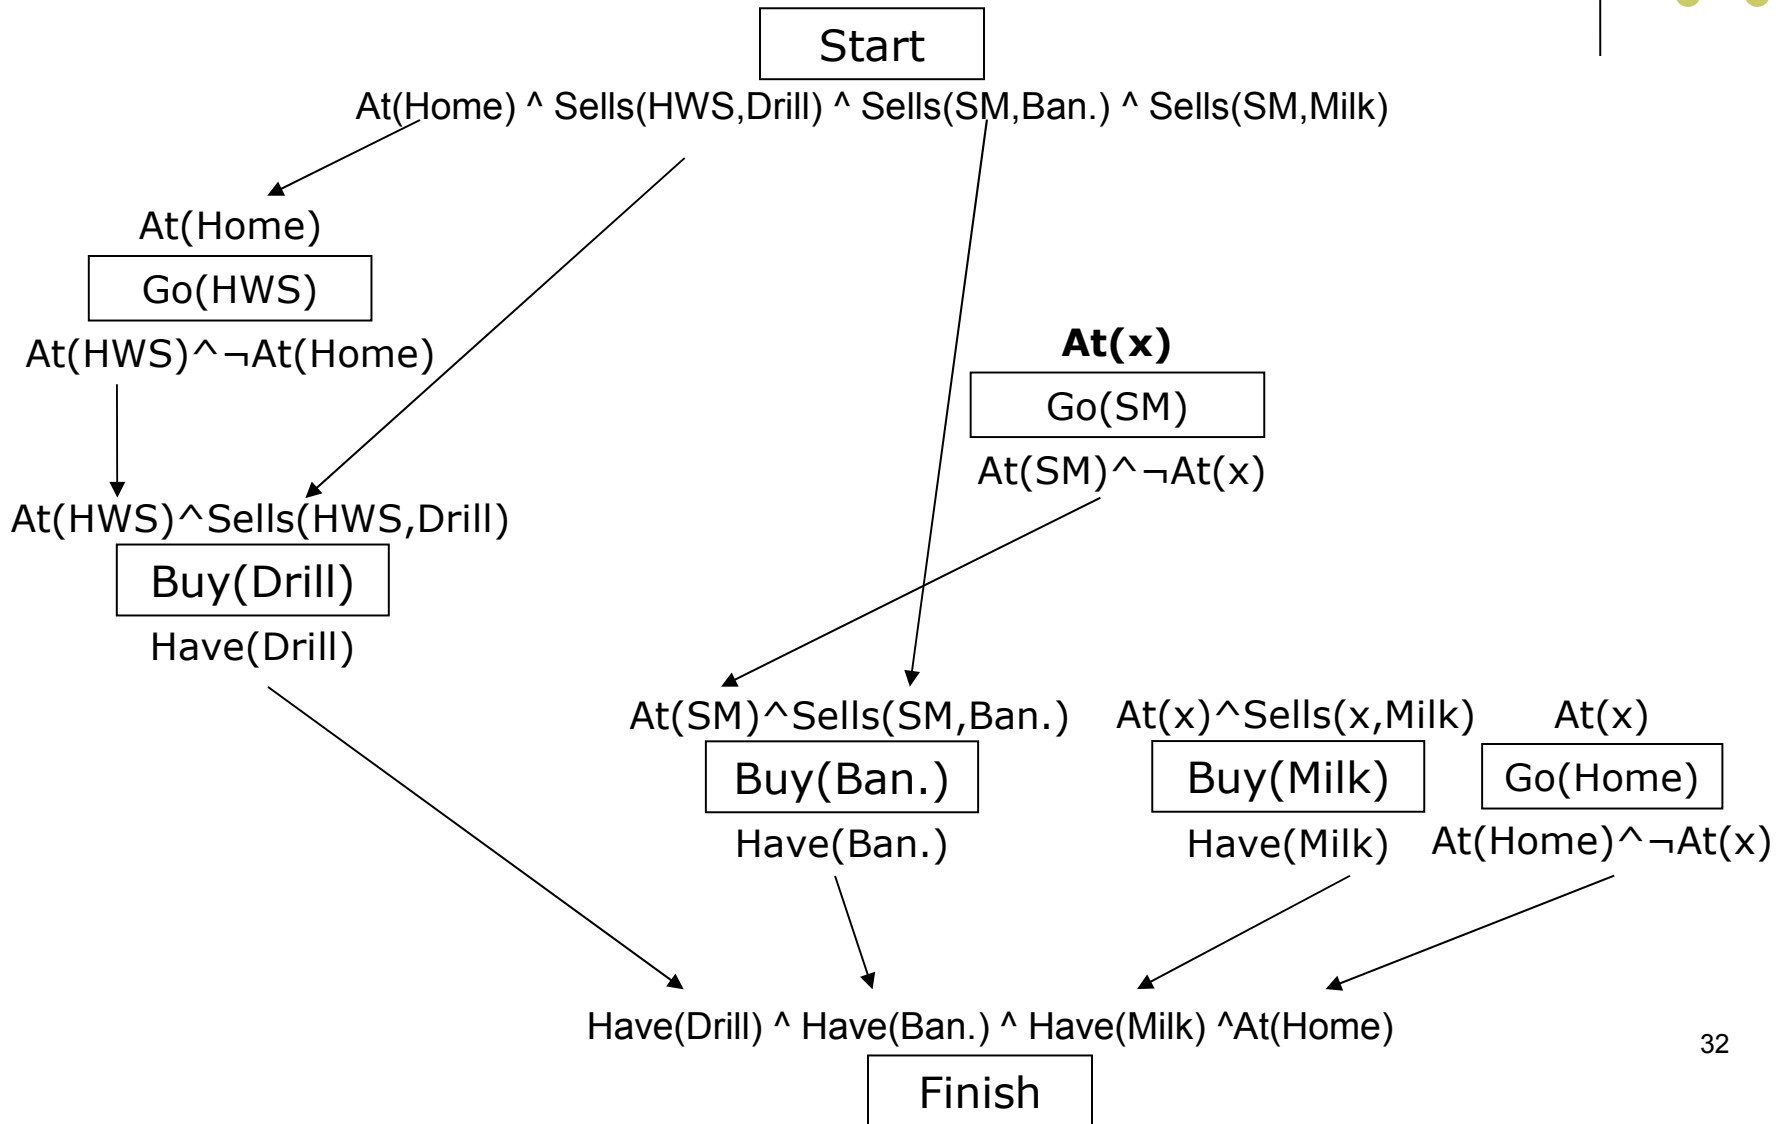 Start
At(Home) ^ Sells(HWS,Drill) ^ Sells(SM,Ban.) ^ Sells(SM,Milk)
At(Home)
Go(HWS)
At(HWS)^¬At(Home)
At(x)
Go(SM)
At(SM)^¬At(x)
At(HWS)^Sells(HWS,Drill)
Buy(Drill)
Have(Drill)
At(SM)^Sells(SM,Ban.)
Buy(Ban.)
Have(Ban.)
At(x)^Sells(x,Milk)
Buy(Milk)
Have(Milk)
At(x)
Go(Home)
At(Home)^¬At(x)
Have(Drill) ^ Have(Ban.) ^ Have(Milk) ^At(Home)
Finish
32